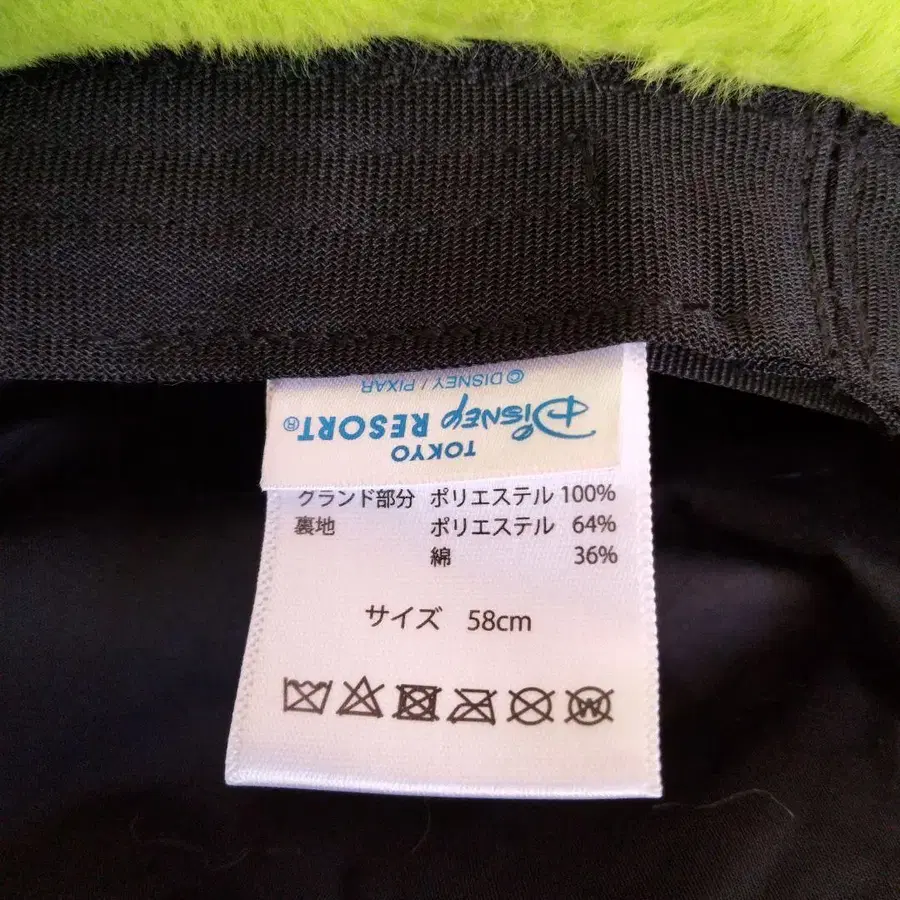 TOKYO
DISNEY RESORT®
© DISNEY / PIXAR
グランド部分 ポリエステル 100%
裏地 ポリエステル 64%
綿 36%
サイズ 58cm
W